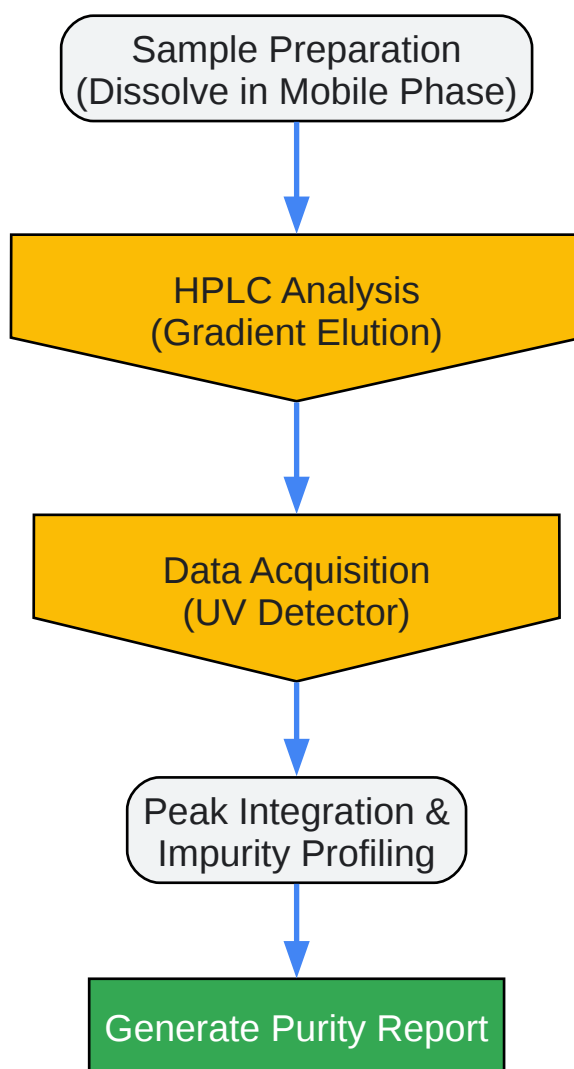 Sample Preparation
(Dissolve in Mobile Phase)
HPLC Analysis
(Gradient Elution)
Data Acquisition
(UV Detector)
Peak Integration &
Impurity Profiling
Generate Purity Report